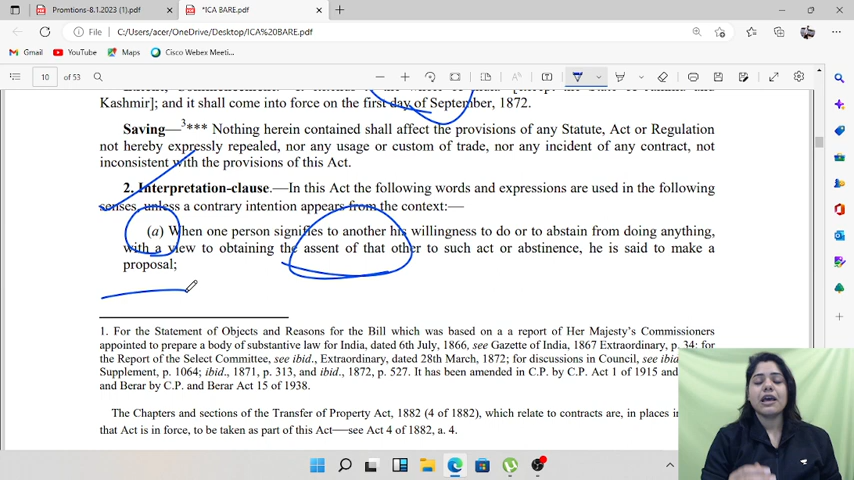 Promtions-8.1.2023 (1).pdf
*ICA BARE.pdf
File
C:/Users/acer/OneDrive/Desktop/ICA%20BARE.pdf
Gmail
YouTube
Maps
Cisco Webex Meeti...
10
of 53
Kashmir]; and it shall come into force on the first day of September, 1872.
Saving—3*** Nothing herein contained shall affect the provisions of any Statute, Act or Regulation
not hereby expressly repealed, nor any usage or custom of trade, nor any incident of any contract, not
inconsistent with the provisions of this Act.
2. Interpretation-clause.—In this Act the following words and expressions are used in the following
senses, unless a contrary intention appears from the context:—
(a) When one person signifies to another his willingness to do or to abstain from doing anything,
with a view to obtaining the assent of that other to such act or abstinence, he is said to make a
proposal;
1. For the Statement of Objects and Reasons for the Bill which was based on a a report of Her Majesty's Commissioners
appointed to prepare a body of substantive law for India, dated 6th July, 1866, see Gazette of India, 1867 Extraordinary, p. 34: for
the Report of the Select Committee, see ibid., Extraordinary, dated 28th March, 1872; for discussions in Council, see ibid
Supplement, p. 1064; ibid., 1871, p. 313, and ibid., 1872, p. 527. It has been amended in C.P. by C.P. Act 1 of 1915 and
and Berar by C.P. and Berar Act 15 of 1938.
The Chapters and sections of the Transfer of Property Act, 1882 (4 of 1882), which relate to contracts are, in places
that Act is in force, to be taken as part of this Act—see Act 4 of 1882, a. 4.